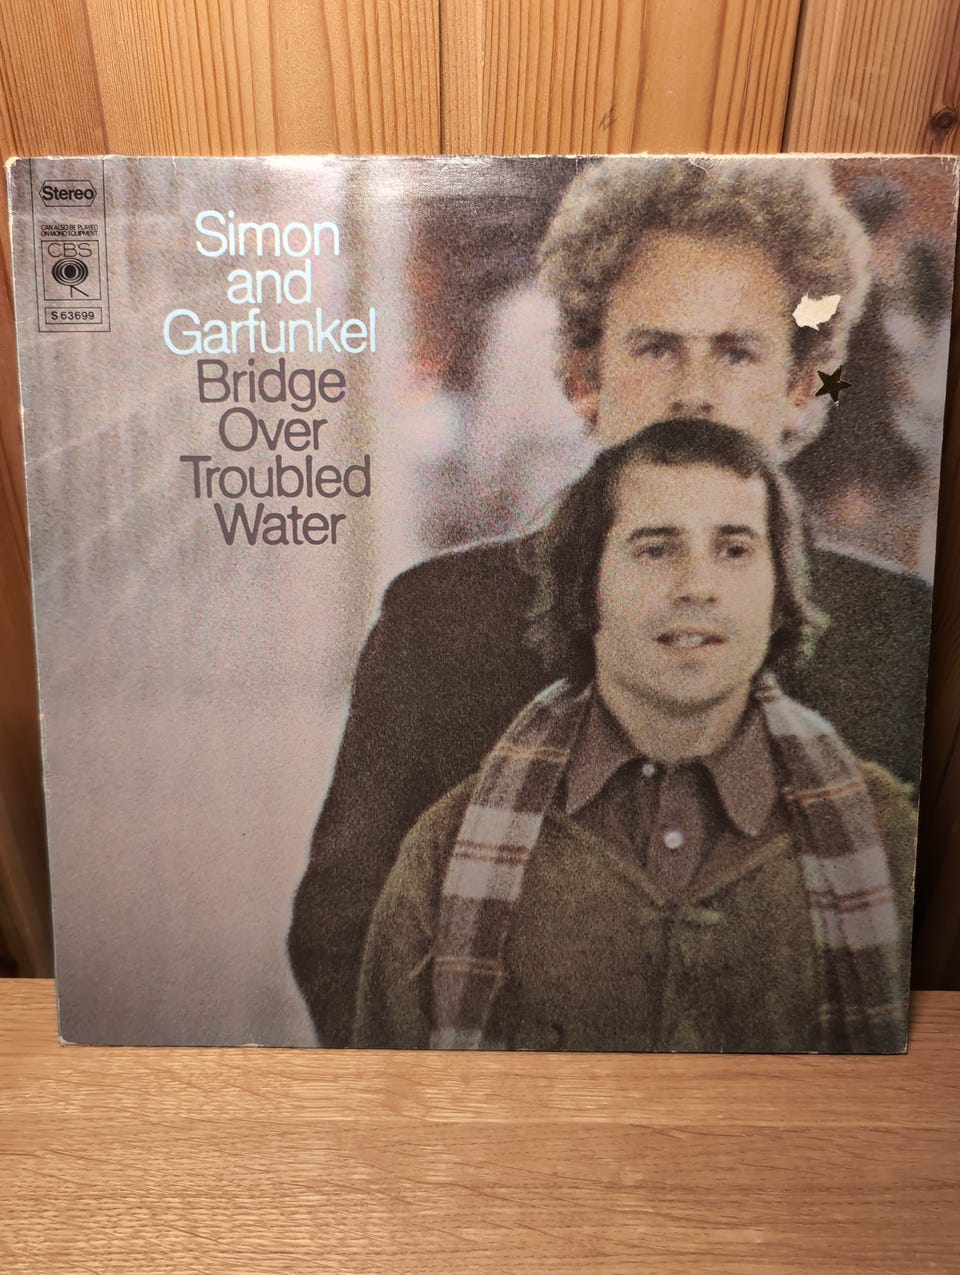 Stereo
CAN ALSO BE PLAYED
ON MONO EQUIPMENT
CBS
S 63699
Simon
and
Garfunkel
Bridge
Over
Troubled
Water